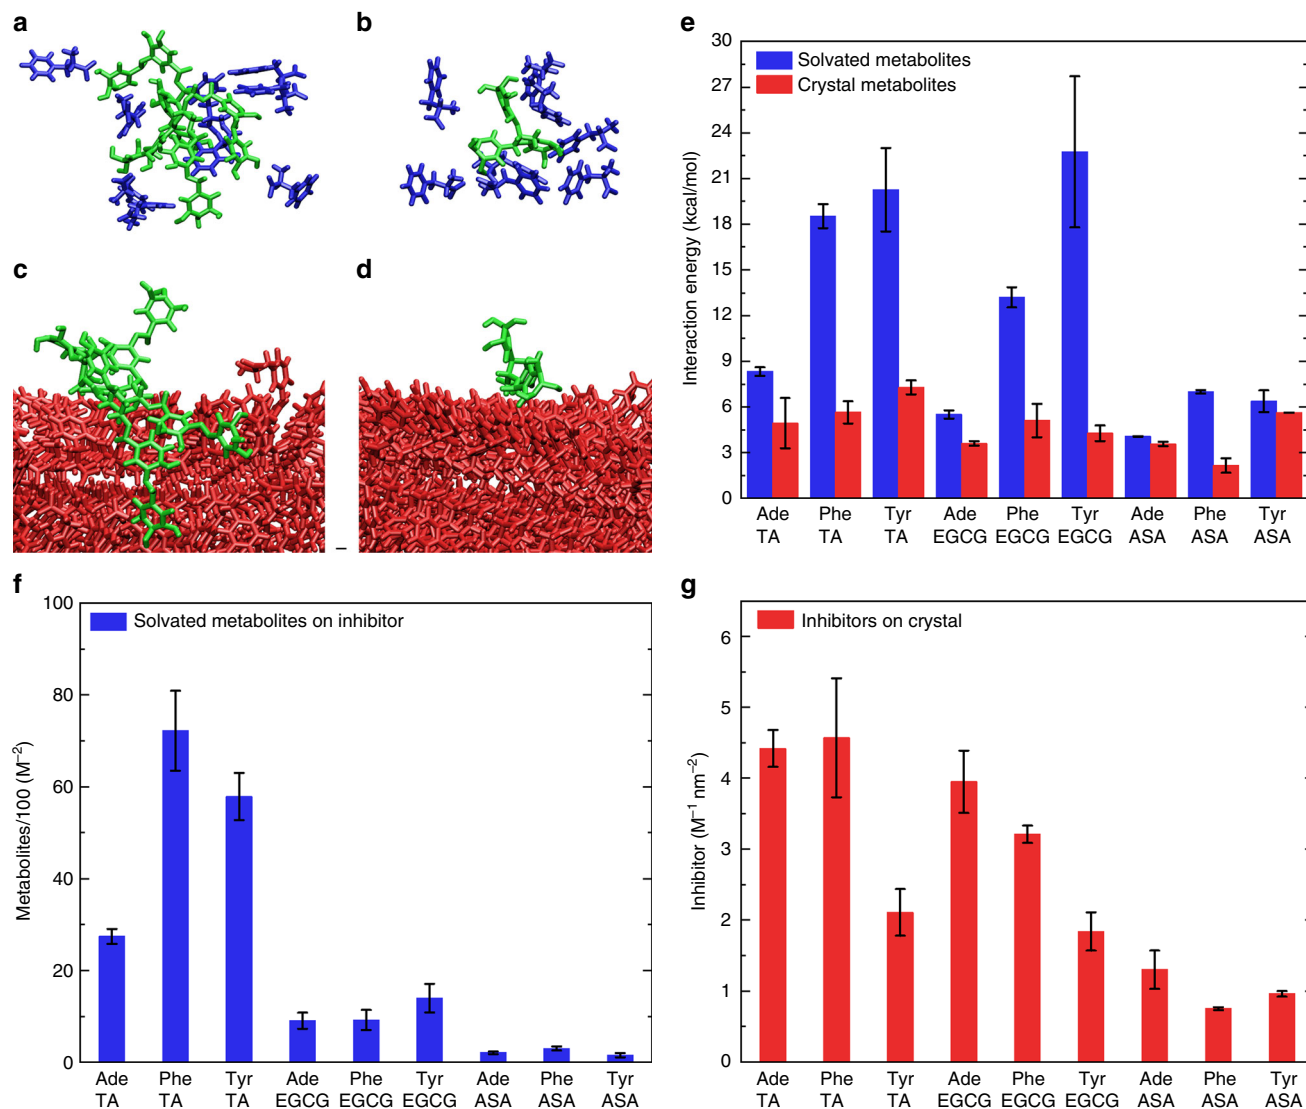 a
b
c
d
e
30
27
24
21
18
15
12
9
6
3
0
Interaction energy (kcal/mol)
Solvated metabolites
Crystal metabolites
Ade Phe Tyr Ade Phe Tyr Ade Phe Tyr
TA TA TA EGCG EGCG EGCG ASA ASA ASA
f
100
80
60
40
20
0
Metabolites/100 (M⁻²)
Solvated metabolites on inhibitor
Ade Phe Tyr Ade Phe Tyr Ade Phe Tyr
TA TA TA EGCG EGCG EGCG ASA ASA ASA
g
6
5
4
3
2
1
0
Inhibitor (M⁻¹ nm⁻²)
Inhibitors on crystal
Ade Phe Tyr Ade Phe Tyr Ade Phe Tyr
TA TA TA EGCG EGCG EGCG ASA ASA ASA